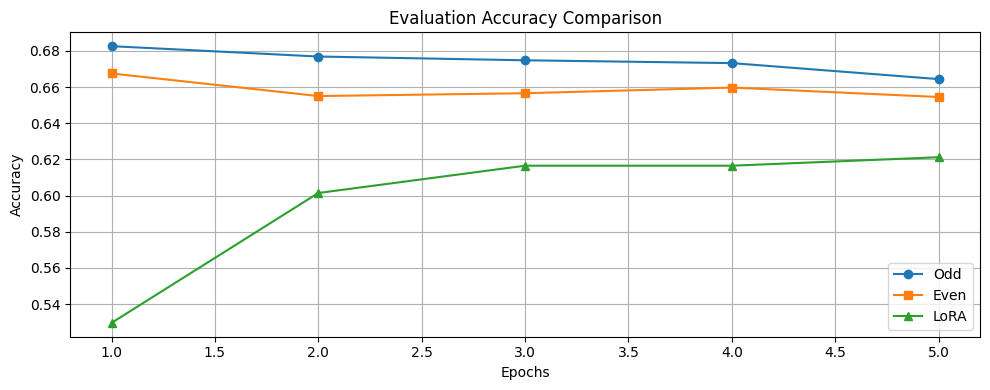 Evaluation Accuracy Comparison
Accuracy
0.68
0.66
0.64
0.62
0.60
0.58
0.56
0.54
1.0 1.5 2.0 2.5 3.0 3.5 4.0 4.5 5.0
Epochs
Odd
Even
LoRA